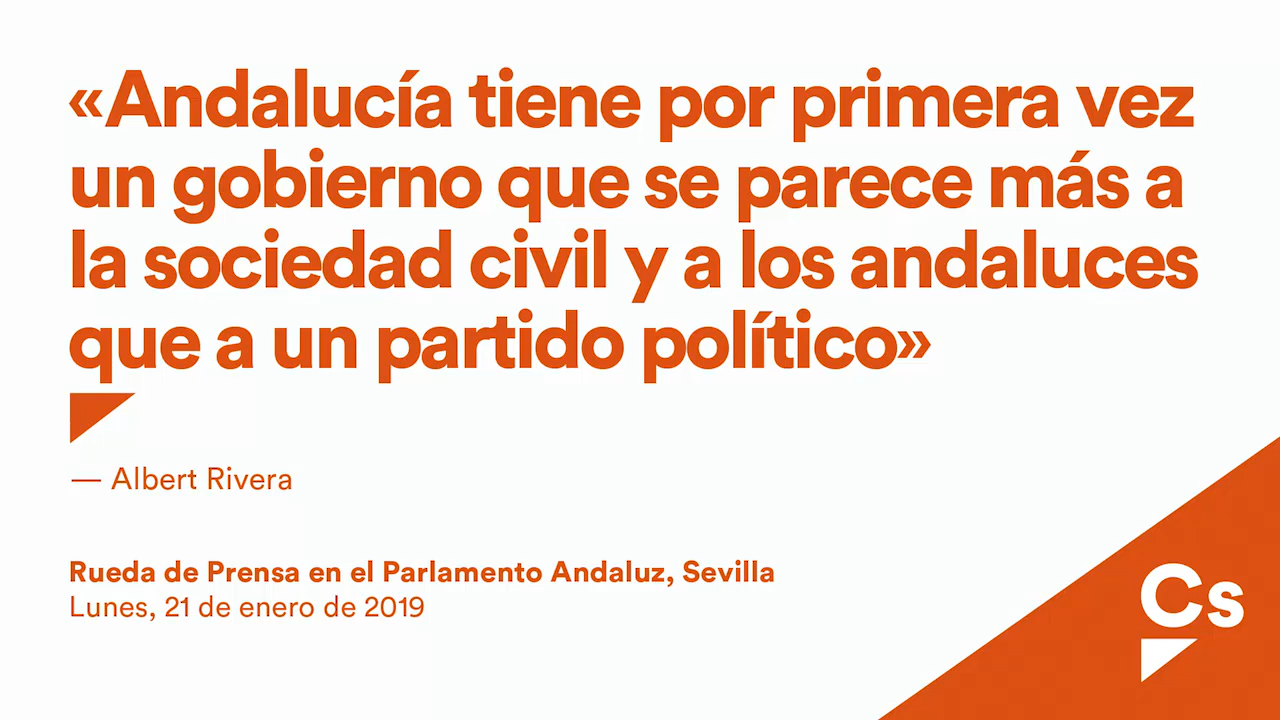 «Andalucía tiene por primera vez
un gobierno que se parece más a
la sociedad civil y a los andaluces
que a un partido político»
— Albert Rivera
Rueda de Prensa en el Parlamento Andaluz, Sevilla
Lunes, 21 de enero de 2019
Cs